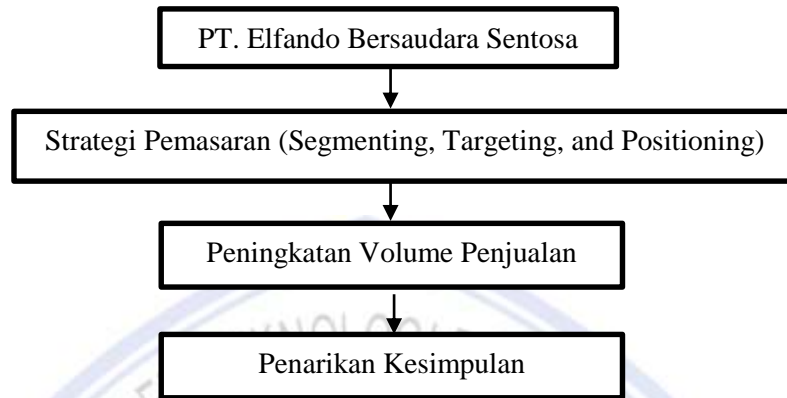 PT. Elfando Bersaudara Sentosa
Strategi Pemasaran (Segmenting, Targeting, and Positioning)
Peningkatan Volume Penjualan
Penarikan Kesimpulan